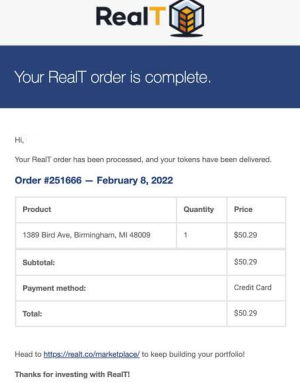 RealT
Your RealT order is complete.
Hi,
Your RealT order has been processed, and your tokens have been delivered.
Order #251666 — February 8, 2022
Product Quantity Price
1389 Bird Ave, Birmingham, MI 48009 1 $50.29
Subtotal: $50.29
Payment method: Credit Card
Total: $50.29
Head to https://realt.co/marketplace/ to keep building your portfolio!
Thanks for investing with RealT!